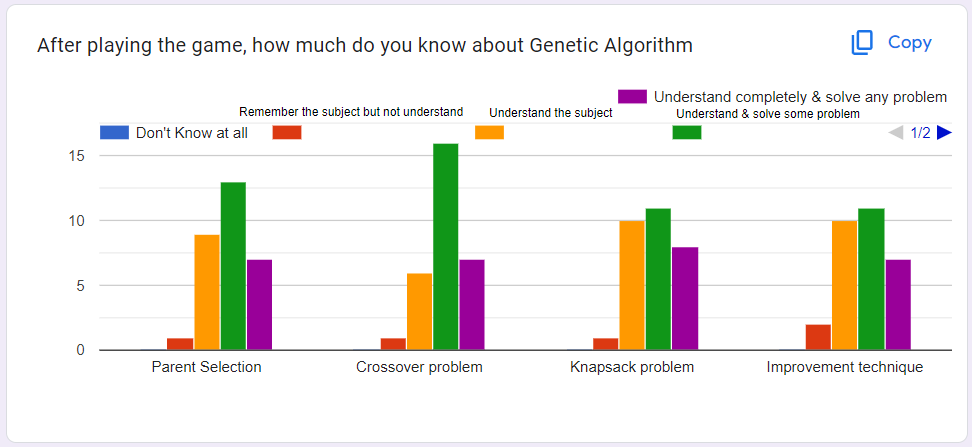 After playing the game, how much do you know about Genetic Algorithm
Copy
Understand completely & solve any problem
Remember the subject but not understand
Understand the subject
Understand & solve some problem
Don't Know at all
1/2
15
10
5
0
Parent Selection
Crossover problem
Knapsack problem
Improvement technique